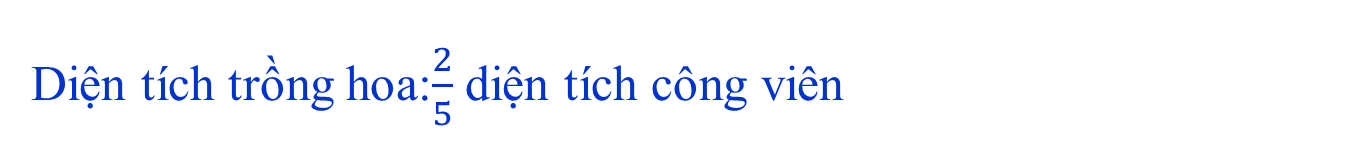 Diện tích trồng hoa:2/5 diện tích công viên